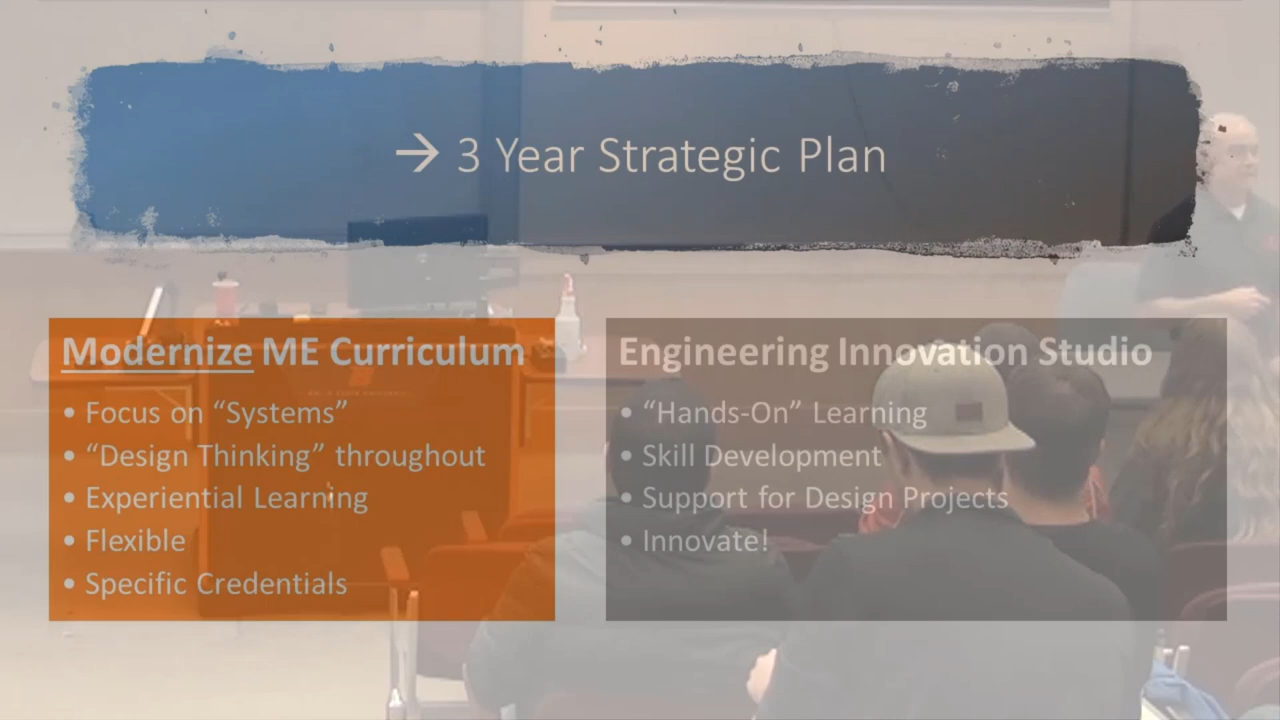 → 3 Year Strategic Plan
Modernize ME Curriculum
• Focus on “Systems”
• “Design Thinking” throughout
• Experiential Learning
• Flexible
• Specific Credentials
Engineering Innovation Studio
• “Hands-On” Learning
• Skill Development
• Support for Design Projects
• Innovate!